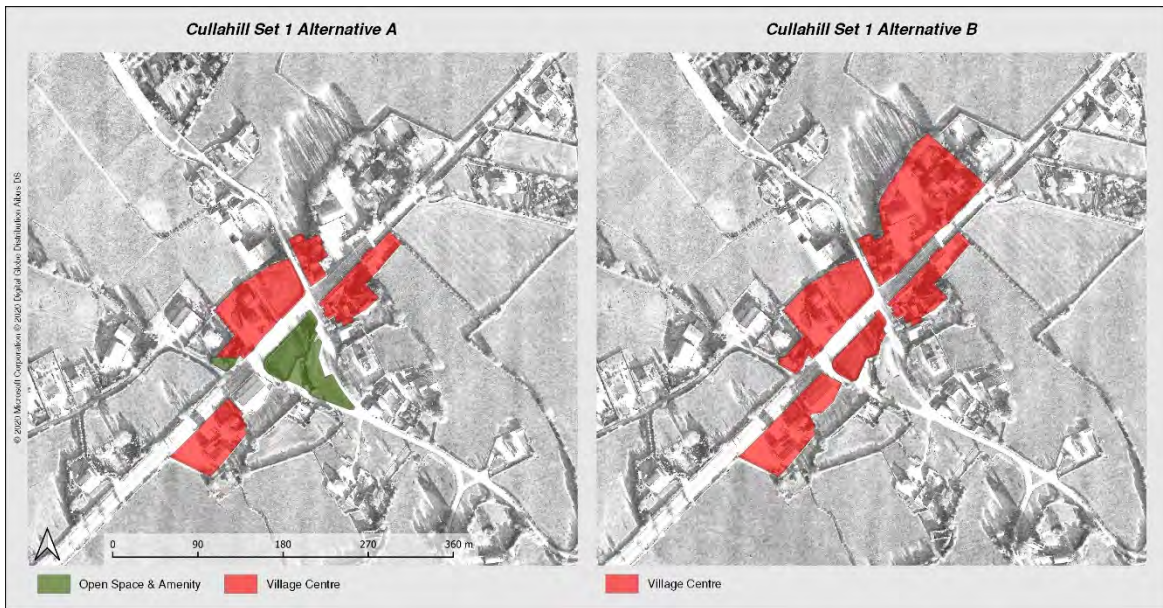 Cullahill Set 1 Alternative A
Cullahill Set 1 Alternative B
© 2020 Microsoft Corporation © 2020 Digital Globe Distribution Aibus DS
0 90 180 270 360 m
Open Space & Amenity Village Centre
Village Centre